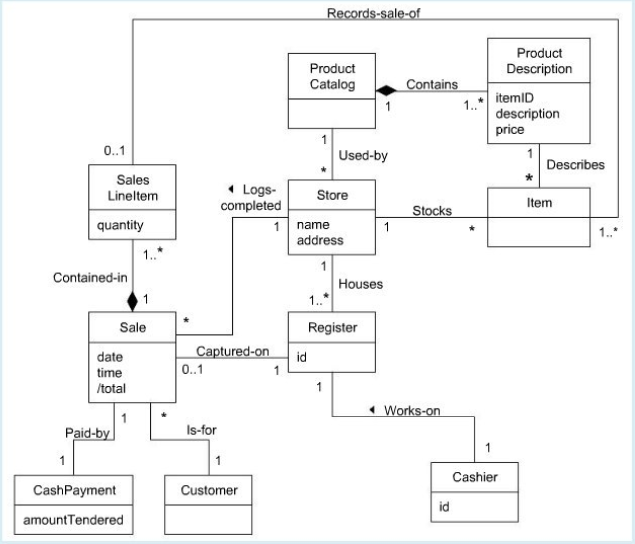 Records-sale-of
Product
Catalog
Contains
1
1..*
Product
Description
itemID
description
price
0..1
1
Used-by
*
1
Describes
*
Sales
LineItem
quantity
Logs-
completed
1
Store
name
address
Stocks
1
*
Item
1..*
1..*
Contained-in
1
*
1
Houses
1..*
Sale
date
time
/total
Captured-on
0..1
1
Register
id
1
Works-on
1
1
Paid-by
1
*
Is-for
1
Cashier
id
CashPayment
amountTendered
Customer